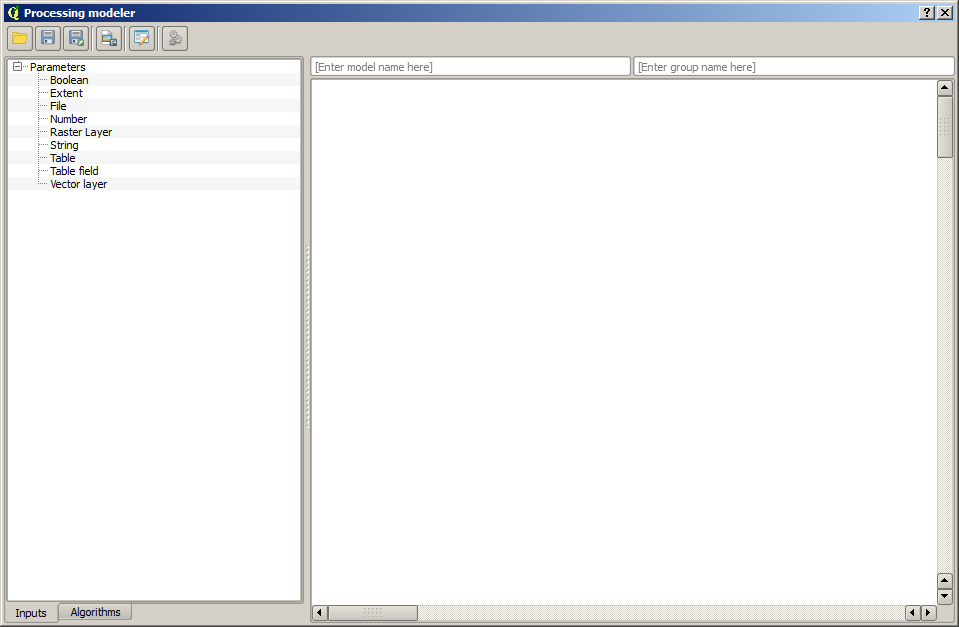 Processing modeler
[Enter model name here] [Enter group name here]
Parameters
Boolean
Extent
File
Number
Raster Layer
String
Table
Table field
Vector layer
Inputs Algorithms